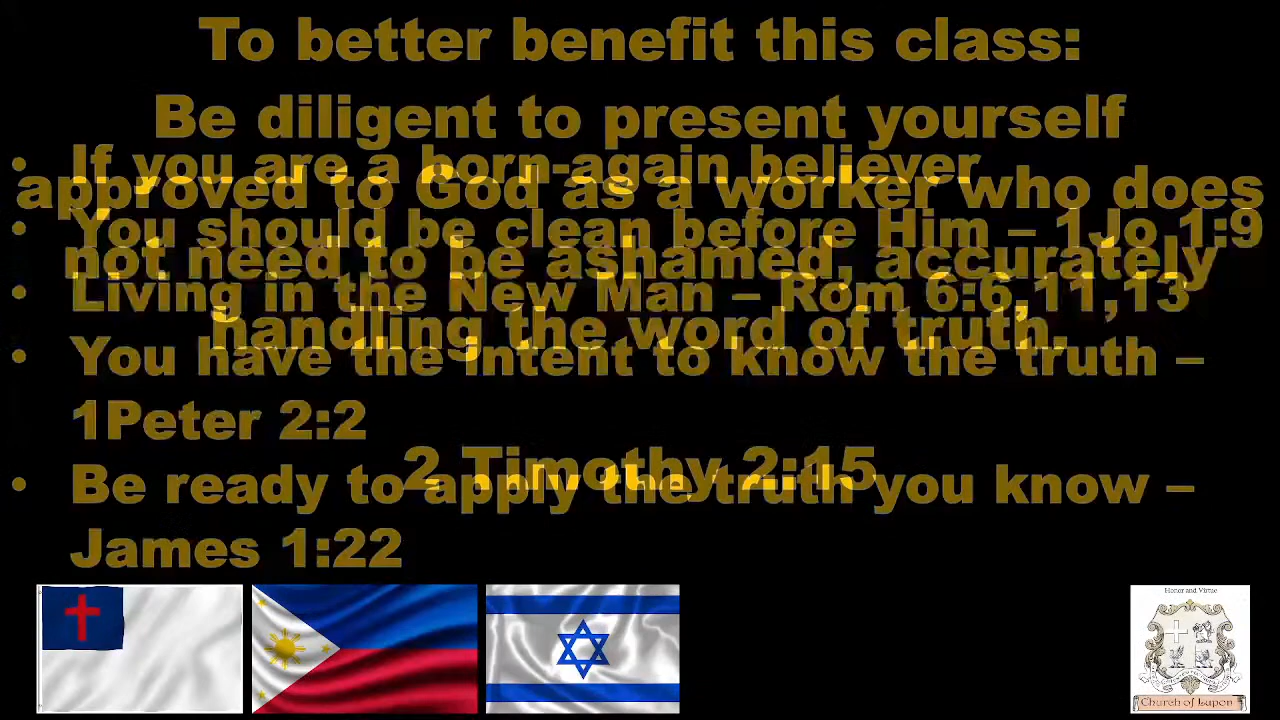 To better benefit this class:
Be diligent to present yourself
approved to God as a worker who does
not need to be ashamed, accurately
handling the word of truth.
2 Timothy 2:15
• If you are a born-again believer
• You should be clean before Him – 1Jo 1:9
• Living in the New Man – Rom 6:6,11,13
• You have the intent to know the truth –
1Peter 2:2
• Be ready to apply the truth you know –
James 1:22
Honor and Virtue
Church of Lupon